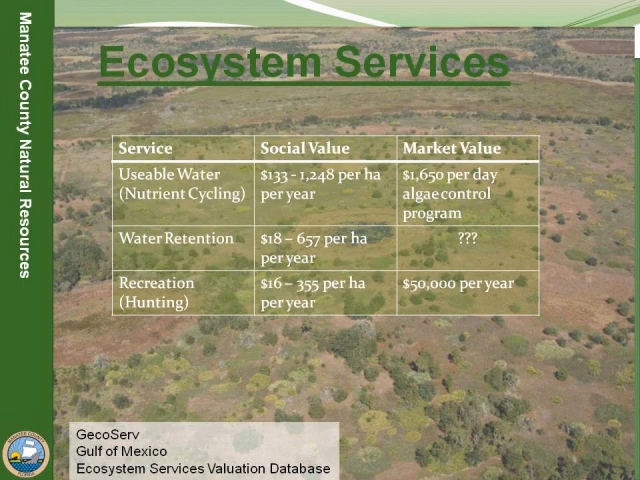 Manatee County Natural Resources
Ecosystem Services
Service Social Value Market Value
Useable Water $133 - 1,248 per ha $1,650 per day
(Nutrient Cycling) per year algae control
program
Water Retention $18 – 657 per ha ???
per year
Recreation $16 – 355 per ha $50,000 per year
(Hunting) per year
GecoServ
Gulf of Mexico
Ecosystem Services Valuation Database